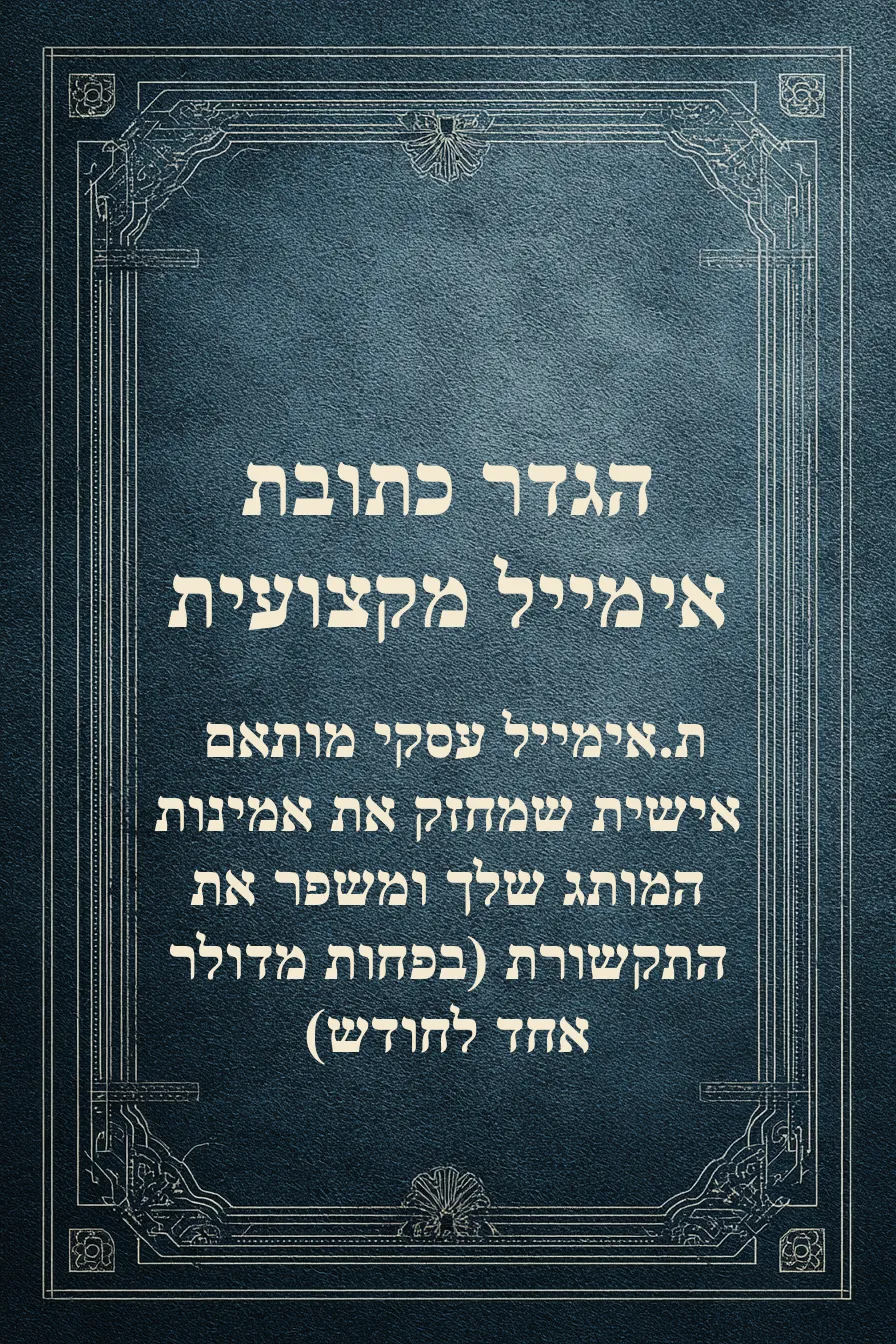 הגדר כתובת
אימייל מקצועית
ת.אימייל עסקי מותאם
אישית שמחזק את אמינות
המותג שלך ומשפר את
התקשורת (בפחות מדולר
אחד לחודש)